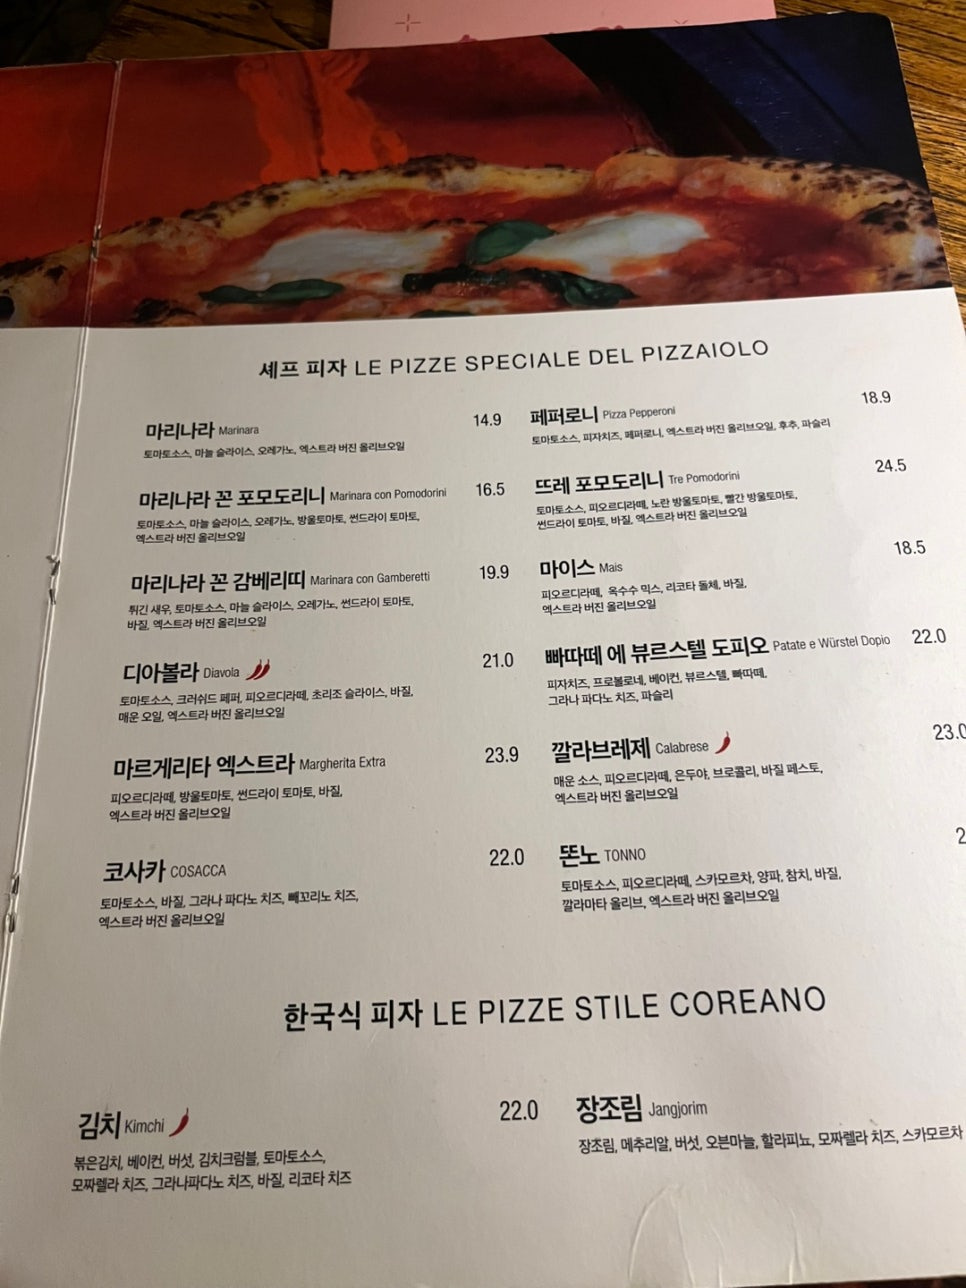 셰프 피자 LE PIZZE SPECIALE DEL PIZZAIOLO
마리나라 Marinara 14.9
토마토소스, 마늘 슬라이스, 오레가노, 엑스트라 버진 올리브오일
마리나라 꼰 포모도리니 Marinara con Pomodorini 16.5
토마토소스, 마늘 슬라이스, 오레가노, 방울토마토, 썬드라이 토마토,
엑스트라 버진 올리브오일
마리나라 꼰 감베리띠 Marinara con Gamberetti 19.9
튀긴 새우, 토마토소스, 마늘 슬라이스, 오레가노, 썬드라이 토마토,
바질, 엑스트라 버진 올리브오일
디아볼라 Diavola 21.0
토마토소스, 크러쉬드 페퍼, 피오르디라떼, 초리조 슬라이스, 바질,
매운 오일, 엑스트라 버진 올리브오일
마르게리타 엑스트라 Margherita Extra 23.9
피오르디라떼, 방울토마토, 썬드라이 토마토, 바질,
엑스트라 버진 올리브오일
코사카 COSACCA 22.0
토마토소스, 바질, 그라나 파다노 치즈, 빼꼬리노 치즈,
엑스트라 버진 올리브오일
페퍼로니 Pizza Pepperoni 18.9
토마토소스, 피자치즈, 페퍼로니, 엑스트라 버진 올리브오일, 후추, 파슬리
뜨레 포모도리니 Tre Pomodorini 24.5
토마토소스, 피오르디라떼, 노란 방울토마토, 빨간 방울토마토,
썬드라이 토마토, 바질, 엑스트라 버진 올리브오일
마이스 Mais 18.5
피오르디라떼, 옥수수 믹스, 리코타 돌체, 바질,
엑스트라 버진 올리브오일
빠따떼 에 뷰르스텔 도피오 Patate e Würstel Dopio 22.0
피자치즈, 프로볼로네, 베이컨, 뷰르스텔, 빠따떼,
그라나 파다노 치즈, 파슬리
깔라브레제 Calabrese 23.0
매운 소스, 피오르디라떼, 은두야, 브로콜리, 바질 페스토,
엑스트라 버진 올리브오일
똔노 TONNO
토마토소스, 피오르디라떼, 스카모르차, 양파, 참치, 바질,
깔라마타 올리브, 엑스트라 버진 올리브오일
한국식 피자 LE PIZZE STILE COREANO
김치 Kimchi 22.0
볶은김치, 베이컨, 버섯, 김치크럼블, 토마토소스,
모짜렐라 치즈, 그라나파다노 치즈, 바질, 리코타 치즈
장조림 Jangjorim
장조림, 메추리알, 버섯, 오븐마늘, 할라피뇨, 모짜렐라 치즈, 스카모르차